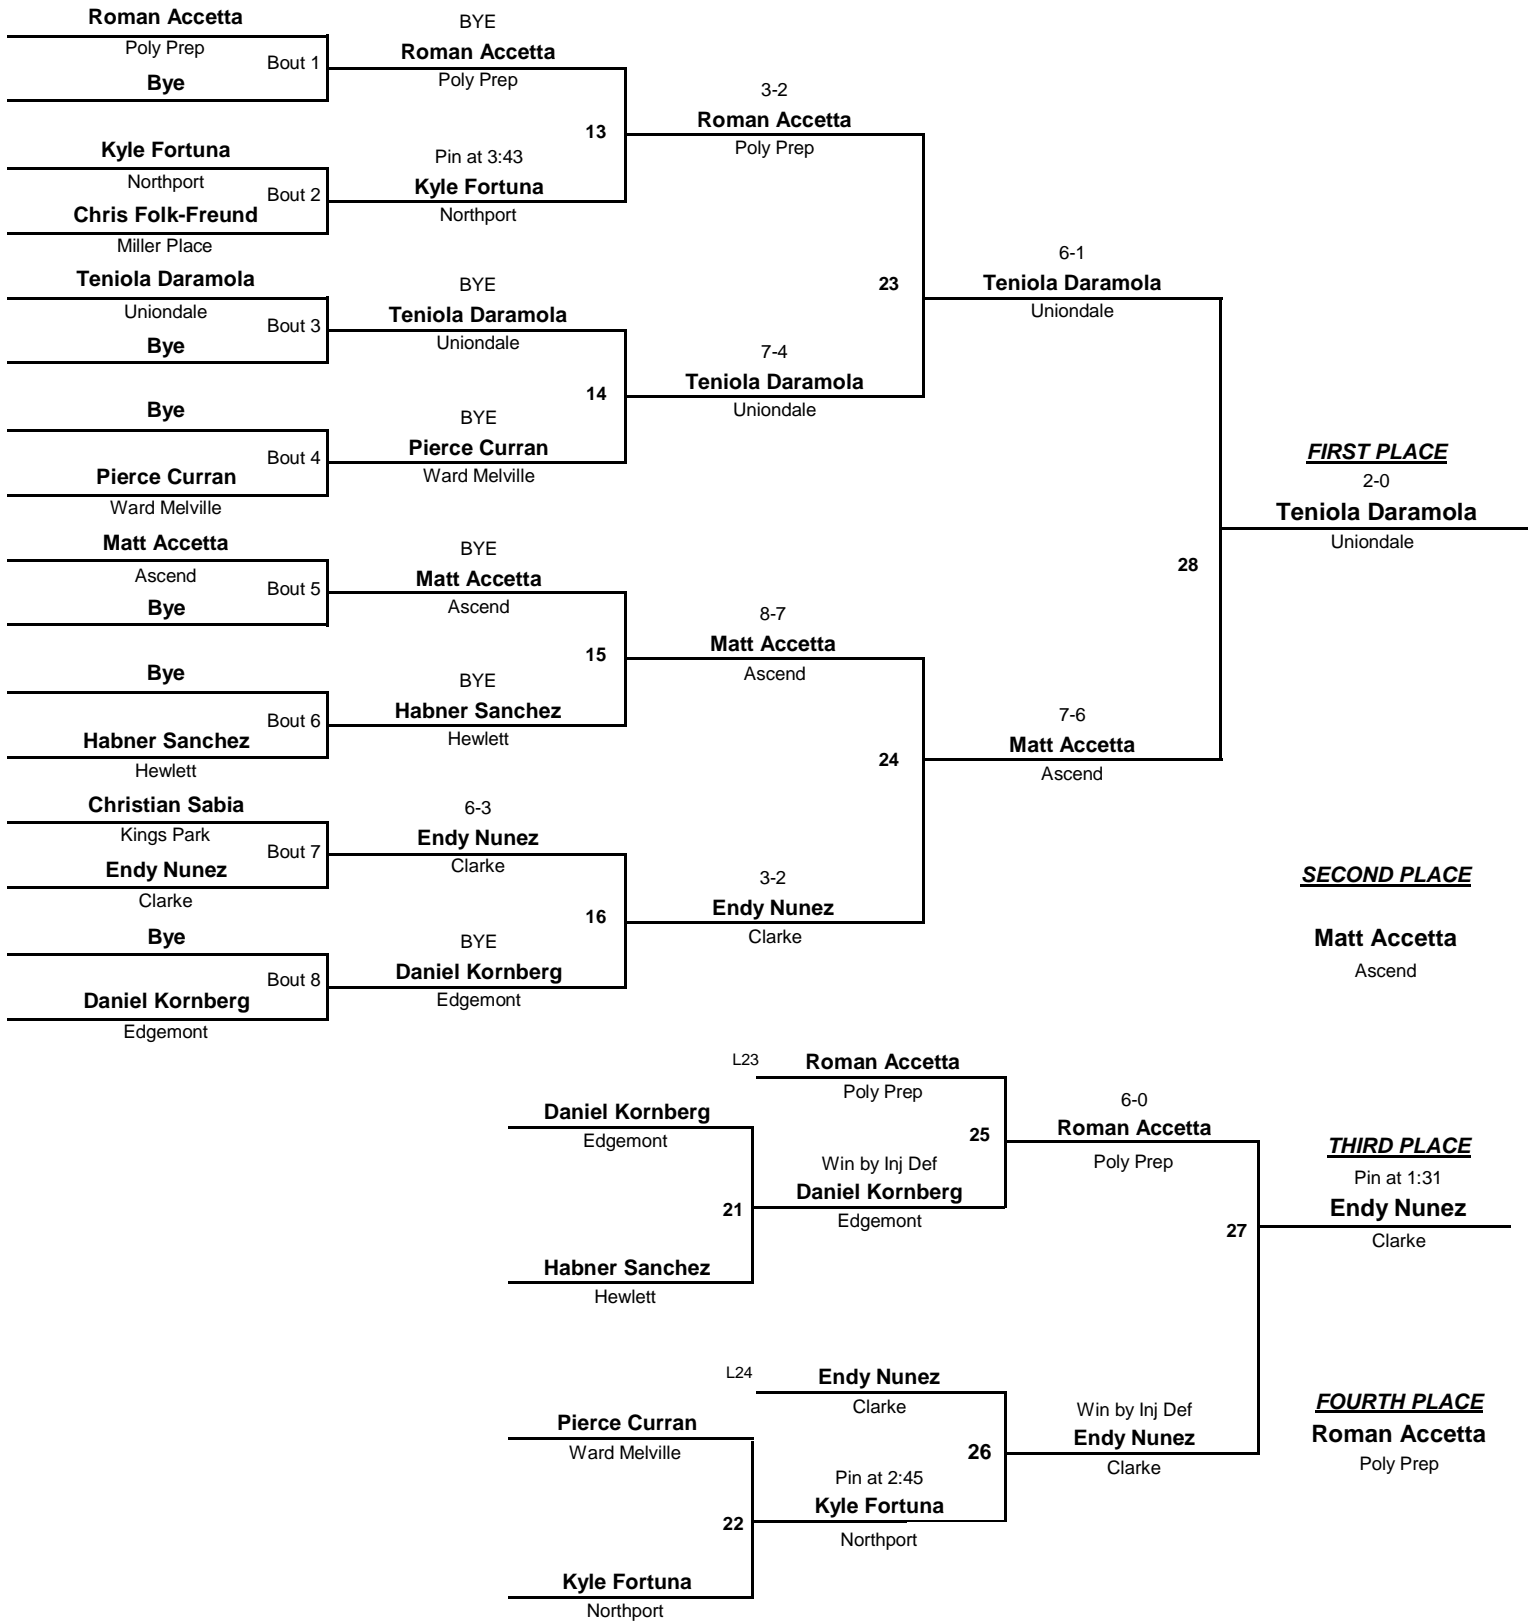 Roman Accetta
Poly Prep
Bout 1
Bye
Kyle Fortuna
Northport
Bout 2
Chris Folk-Freund
Miller Place
Teniola Daramola
Uniondale
Bout 3
Bye
Bye
Bout 4
Pierce Curran
Ward Melville
Matt Accetta
Ascend
Bout 5
Bye
Bye
Bout 6
Habner Sanchez
Hewlett
Christian Sabia
Kings Park
Bout 7
Endy Nunez
Clarke
Bye
Bout 8
Daniel Kornberg
Edgemont
BYE
Roman Accetta
Poly Prep
13
Pin at 3:43
Kyle Fortuna
Northport
BYE
Teniola Daramola
Uniondale
14
BYE
Pierce Curran
Ward Melville
BYE
Matt Accetta
Ascend
15
BYE
Habner Sanchez
Hewlett
6-3
Endy Nunez
Clarke
16
BYE
Daniel Kornberg
Edgemont
3-2
Roman Accetta
Poly Prep
23
7-4
Teniola Daramola
Uniondale
8-7
Matt Accetta
Ascend
24
3-2
Endy Nunez
Clarke
6-1
Teniola Daramola
Uniondale
28
7-6
Matt Accetta
Ascend
FIRST PLACE
2-0
Teniola Daramola
Uniondale
SECOND PLACE
Matt Accetta
Ascend
Daniel Kornberg
Edgemont
21
Habner Sanchez
Hewlett
L23
Roman Accetta
Poly Prep
25
Win by Inj Def
Daniel Kornberg
Edgemont
6-0
Roman Accetta
Poly Prep
27
Pierce Curran
Ward Melville
22
Kyle Fortuna
Northport
L24
Endy Nunez
Clarke
26
Pin at 2:45
Kyle Fortuna
Northport
Win by Inj Def
Endy Nunez
Clarke
THIRD PLACE
Pin at 1:31
Endy Nunez
Clarke
FOURTH PLACE
Roman Accetta
Poly Prep